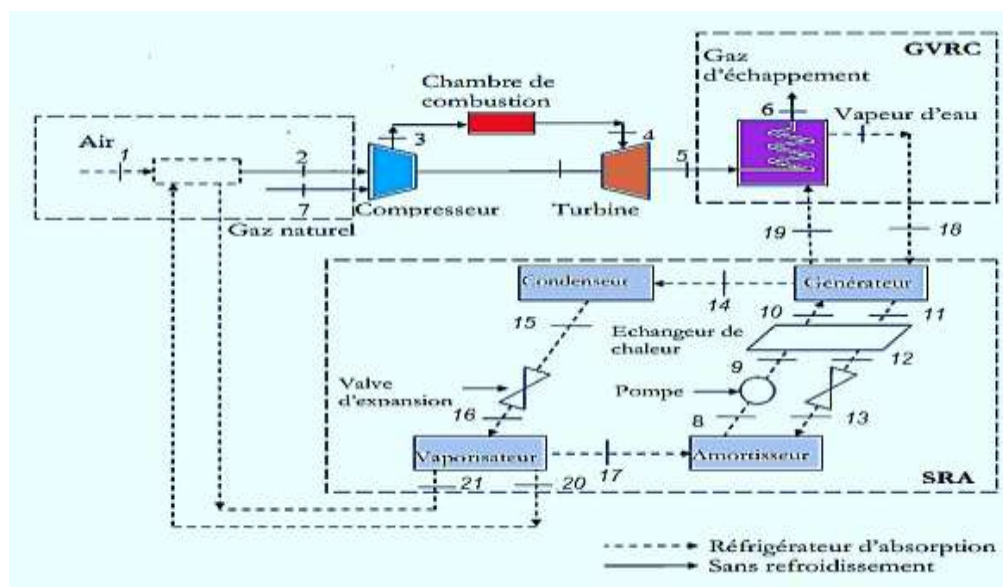 GVRC
Gaz
d'échappement
6
Vapeur d'eau
Chambre de
combustion
3
4
Air
1
2
5
7
Compresseur
Turbine
Gaz naturel
19
18
Condenseur
14
Générateur
15
10
11
Echangeur de
chaleur
9
12
Valve
d'expansion
Pompe
16
8
13
Vaporisateur
17
Amortisseur
21
20
SRA
Réfrigérateur d'absorption
Sans refroidissement